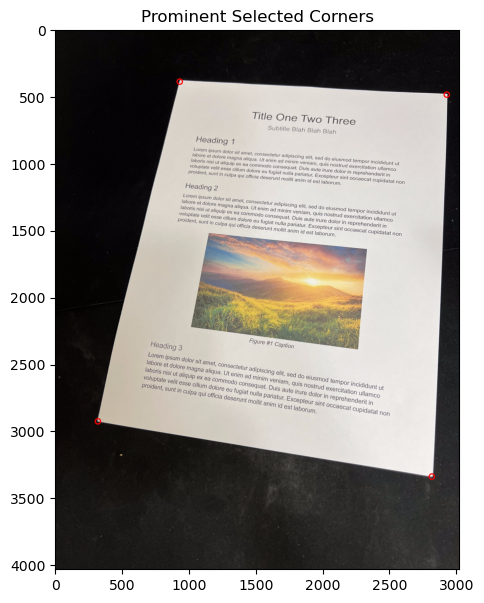 Prominent Selected Corners
0
500
1000
1500
2000
2500
3000
3500
4000
Title One Two Three
Subtitle Blah Blah Blah
Heading 1
Lorem ipsum dolor sit amet, consectetur adipiscing elit, sed do eiusmod tempor incididunt ut
labore et dolore magna aliqua. Ut enim ad minim veniam, quis nostrud exercitation ullamco
laboris nisi ut aliquip ex ea commodo consequat. Duis aute irure dolor in reprehenderit in
voluptate velit esse cillum dolore eu fugiat nulla pariatur. Excepteur sint occaecat cupidatat non
proident, sunt in culpa qui officia deserunt mollit anim id est laborum.
Heading 2
Lorem ipsum dolor sit amet, consectetur adipiscing elit, sed do eiusmod tempor incididunt ut
labore et dolore magna aliqua. Ut enim ad minim veniam, quis nostrud exercitation ullamco
laboris nisi ut aliquip ex ea commodo consequat. Duis aute irure dolor in reprehenderit in
voluptate velit esse cillum dolore eu fugiat nulla pariatur. Excepteur sint occaecat cupidatat non
proident, sunt in culpa qui officia deserunt mollit anim id est laborum.
Figure #1 Caption
Heading 3
Lorem ipsum dolor sit amet, consectetur adipiscing elit, sed do eiusmod tempor incididunt ut
labore et dolore magna aliqua. Ut enim ad minim veniam, quis nostrud exercitation ullamco
laboris nisi ut aliquip ex ea commodo consequat. Duis aute irure dolor in reprehenderit in
voluptate velit esse cillum dolore eu fugiat nulla pariatur. Excepteur sint occaecat cupidatat non
proident, sunt in culpa qui officia deserunt mollit anim id est laborum.
0 500 1000 1500 2000 2500 3000